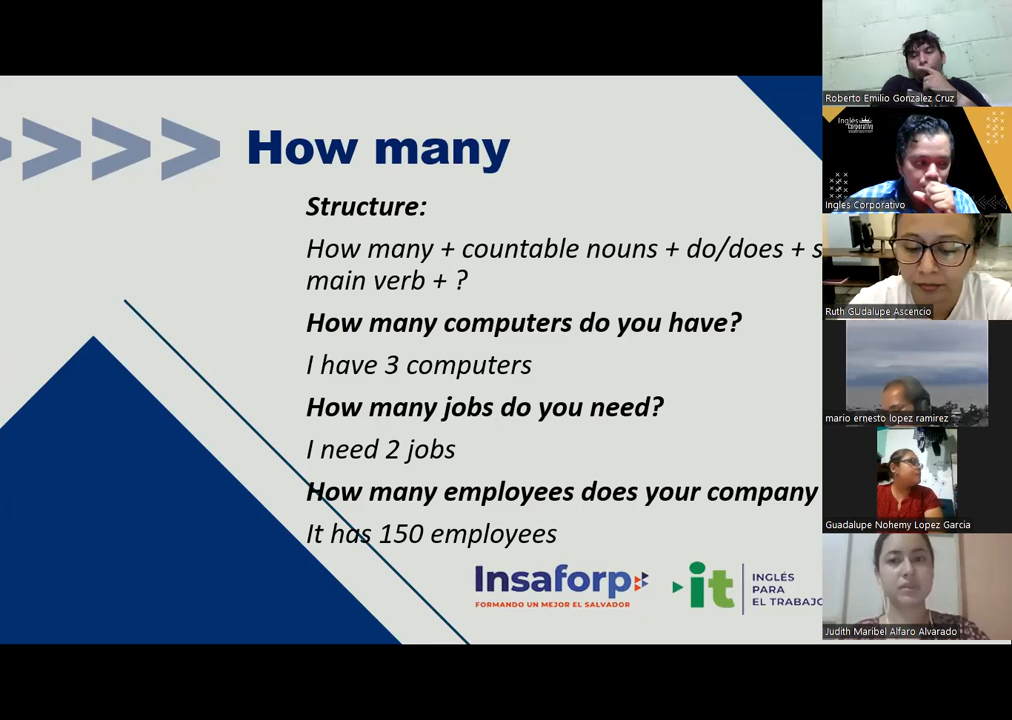 How many
Structure:
How many + countable nouns + do/does + s
main verb + ?
How many computers do you have?
I have 3 computers
How many jobs do you need?
I need 2 jobs
How many employees does your company
It has 150 employees
Insaforp
FORMANDO UN MEJOR EL SALVADOR
it
INGLÉS
PARA
EL TRABAJO
Roberto Emilio Gonzalez Cruz
Inglés
corporativo
Ingles Corporativo
Ruth GUdalupe Ascencio
mario ernesto lopez ramirez
Guadalupe Nohemy Lopez Garcia
Judith Maribel Alfaro Alvarado